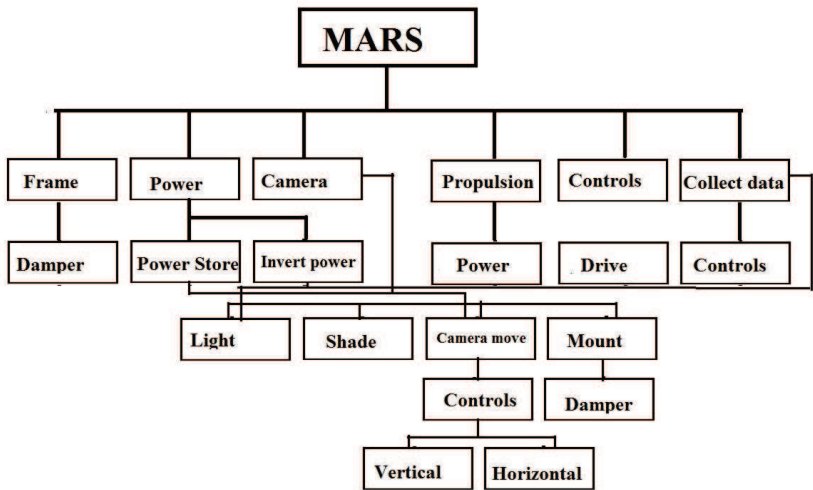 MARS
Frame
Power
Camera
Propulsion
Controls
Collect data
Damper
Power Store
Invert power
Power
Drive
Controls
Light
Shade
Camera move
Mount
Controls
Damper
Vertical
Horizontal